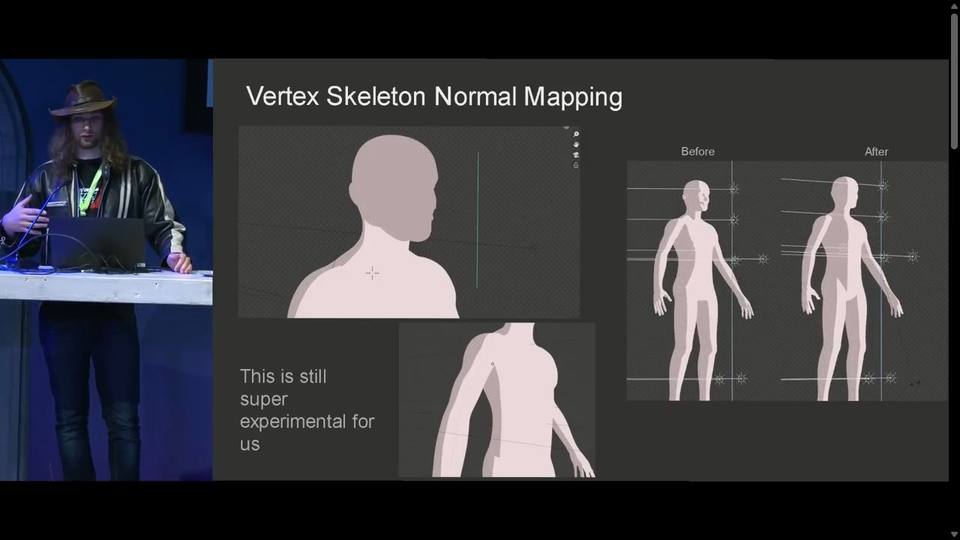 Vertex Skeleton Normal Mapping
Before
After
This is still
super
experimental for
us